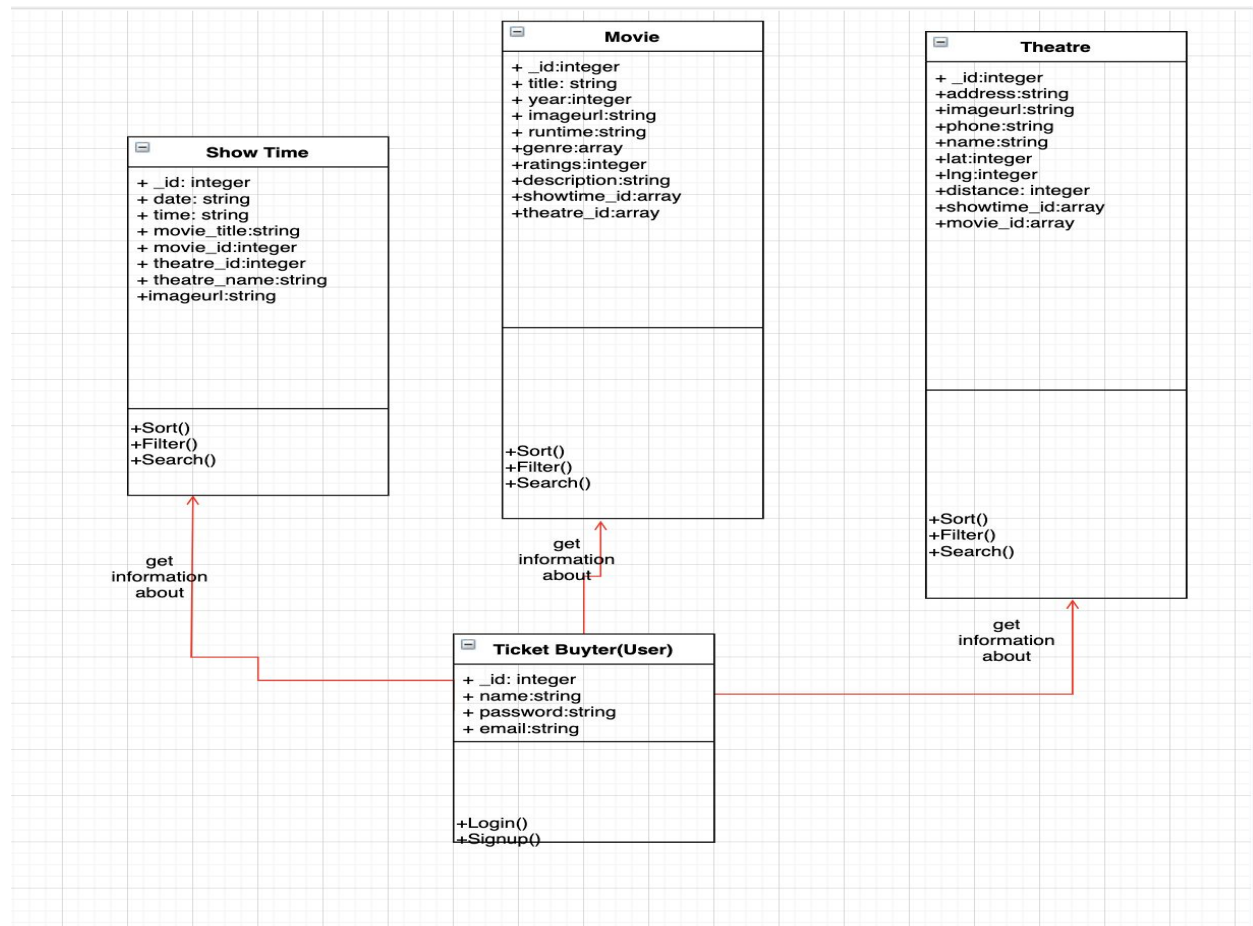 Movie
+ _id:integer
+ title: string
+ year:integer
+ imageurl:string
+ runtime:string
+genre:array
+ratings:integer
+description:string
+showtime_id:array
+theatre_id:array
+Sort()
+Filter()
+Search()
Theatre
+ _id:integer
+address:string
+imageurl:string
+phone:string
+name:string
+lat:integer
+lng:integer
+distance: integer
+showtime_id:array
+movie_id:array
+Sort()
+Filter()
+Search()
Show Time
+ _id: integer
+ date: string
+ time: string
+ movie_title:string
+ movie_id:integer
+ theatre_id:integer
+ theatre_name:string
+imageurl:string
+Sort()
+Filter()
+Search()
get
information
about
get
information
about
get
information
about
Ticket Buyter(User)
+ _id: integer
+ name:string
+ password:string
+ email:string
+Login()
+Signup()